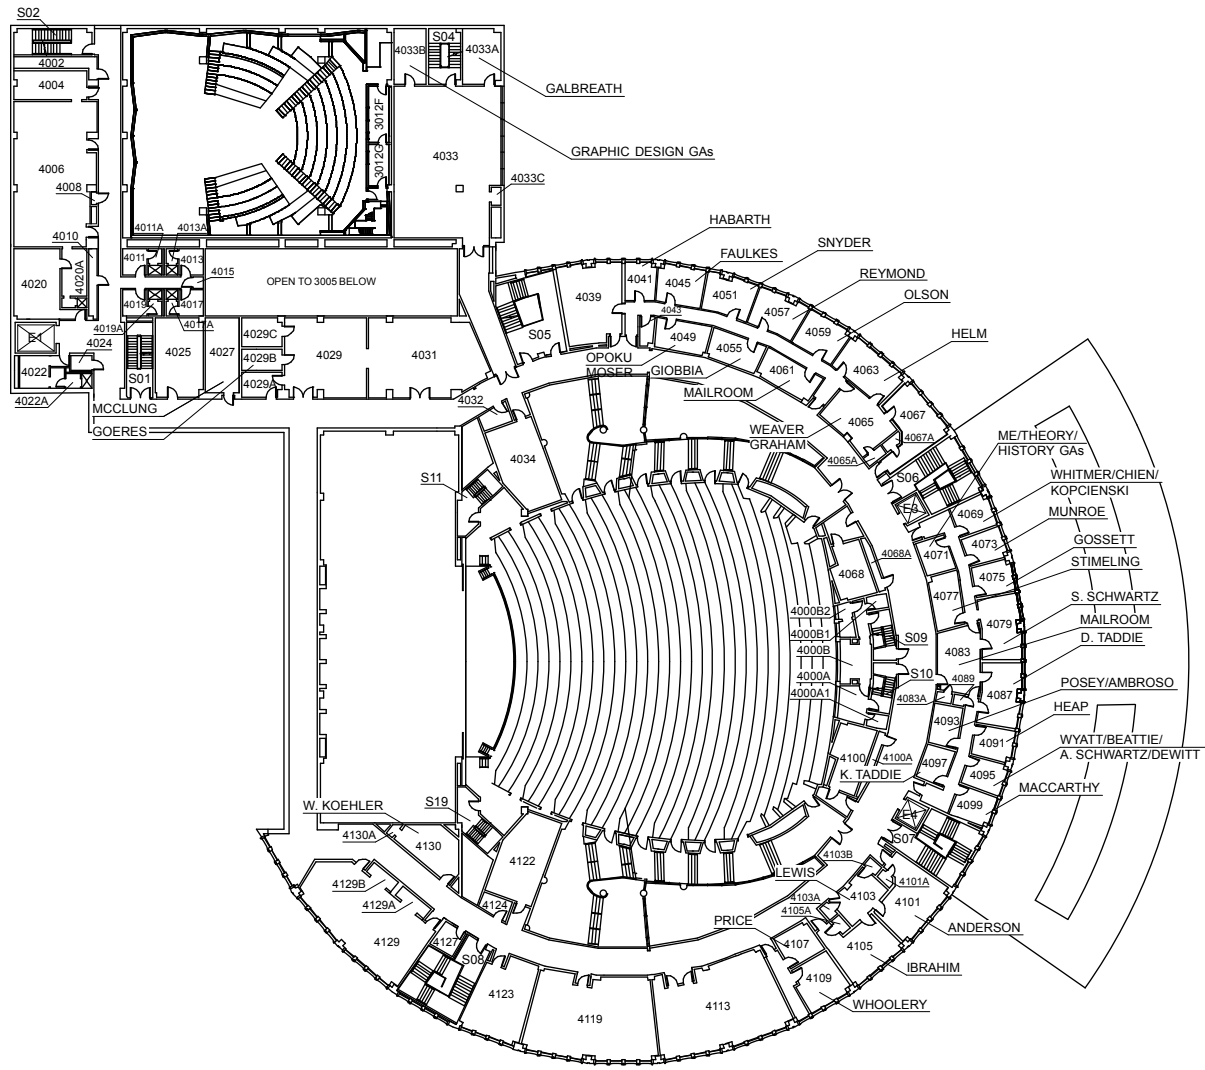 S02
4002
4004
4006
4008
4010
4011A
4013A
4011
4013
4015
4020
4020A
4019
4017
4019A
4017A
E1
4024
4022
4022A
S01
4025
4027
4029C
4029B
4029A
4029
4031
MCCLUNG
GOERES
OPEN TO 3005 BELOW
3012F
3012G
4033B
S04
4033A
GALBREATH
GRAPHIC DESIGN GAs
4033
4033C
HABARTH
FAULKES
SNYDER
REYMOND
OLSON
HELM
S05
4039
4041
4045
4051
4057
4059
4063
4043
4049
4055
4061
OPOKU
MOSER
GIOBBIA
MAILROOM
4065
4067
4067A
WEAVER
GRAHAM
4065A
S06
ME/THEORY/
HISTORY GAs
WHITMER/CHIEN/
KOPCIENSKI
MUNROE
GOSSETT
STIMELING
S. SCHWARTZ
MAILROOM
D. TADDIE
POSEY/AMBROSO
HEAP
WYATT/BEATTIE/
A. SCHWARTZ/DEWITT
MACCARTHY
E3
4069
4071
4073
4075
4077
4079
4083
4089
4083A
4087
4093
4091
4097
4095
4099
K. TADDIE
E4
S07
4032
4034
S11
4068
4068A
4000B2
4000B1
4000B
4000A
4000A1
S09
S10
4100
4100A
W. KOEHLER
S19
4130A
4130
4122
4124
4129B
4129A
4129
4127
S08
4123
4119
4113
LEWIS
4103B
4101A
4103
4103A
4105A
4101
4105
PRICE
4107
4109
ANDERSON
IBRAHIM
WHOOLERY